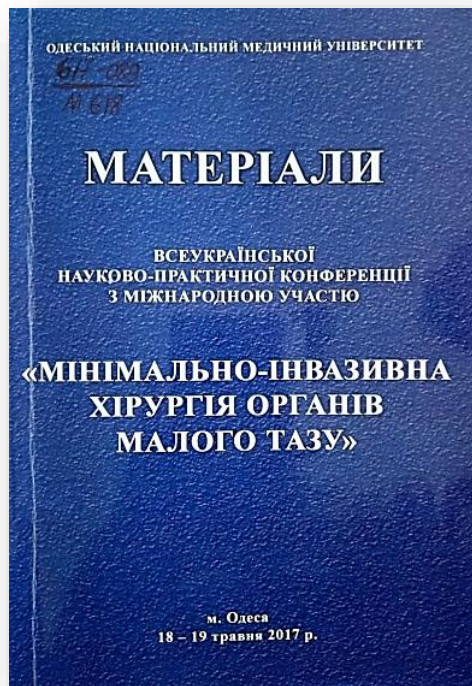 ОДЕСЬКИЙ НАЦІОНАЛЬНИЙ МЕДИЧНИЙ УНІВЕРСИТЕТ
МАТЕРІАЛИ
ВСЕУКРАЇНСЬКОЇ
НАУКОВО-ПРАКТИЧНОЇ КОНФЕРЕНЦІЇ
З МІЖНАРОДНОЮ УЧАСТЮ
«МІНІМАЛЬНО-ІНВАЗИВНА
ХІРУРГІЯ ОРГАНІВ
МАЛОГО ТАЗУ»
м. Одеса
18 – 19 травня 2017 р.